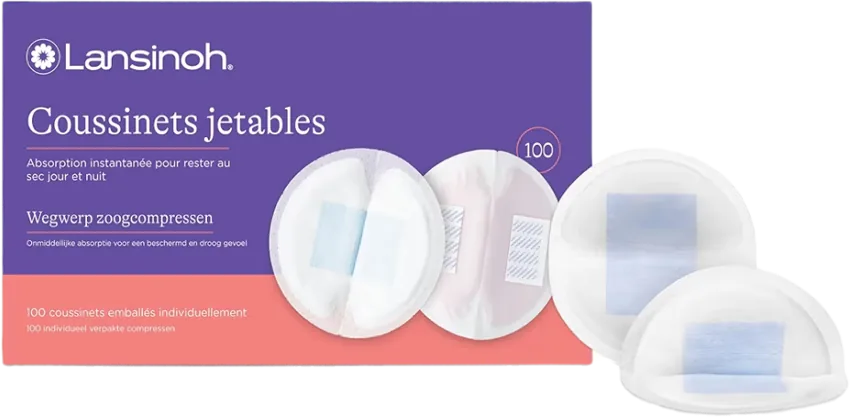 Lansinoh®
Coussinets jetables
Absorption instantanée pour rester au
sec jour et nuit
100
Wegwerp zoogcompressen
Onmiddellijke absorptie voor een beschermd en droog gevoel
100 coussinets emballés individuellement
100 individueel verpakte compressen